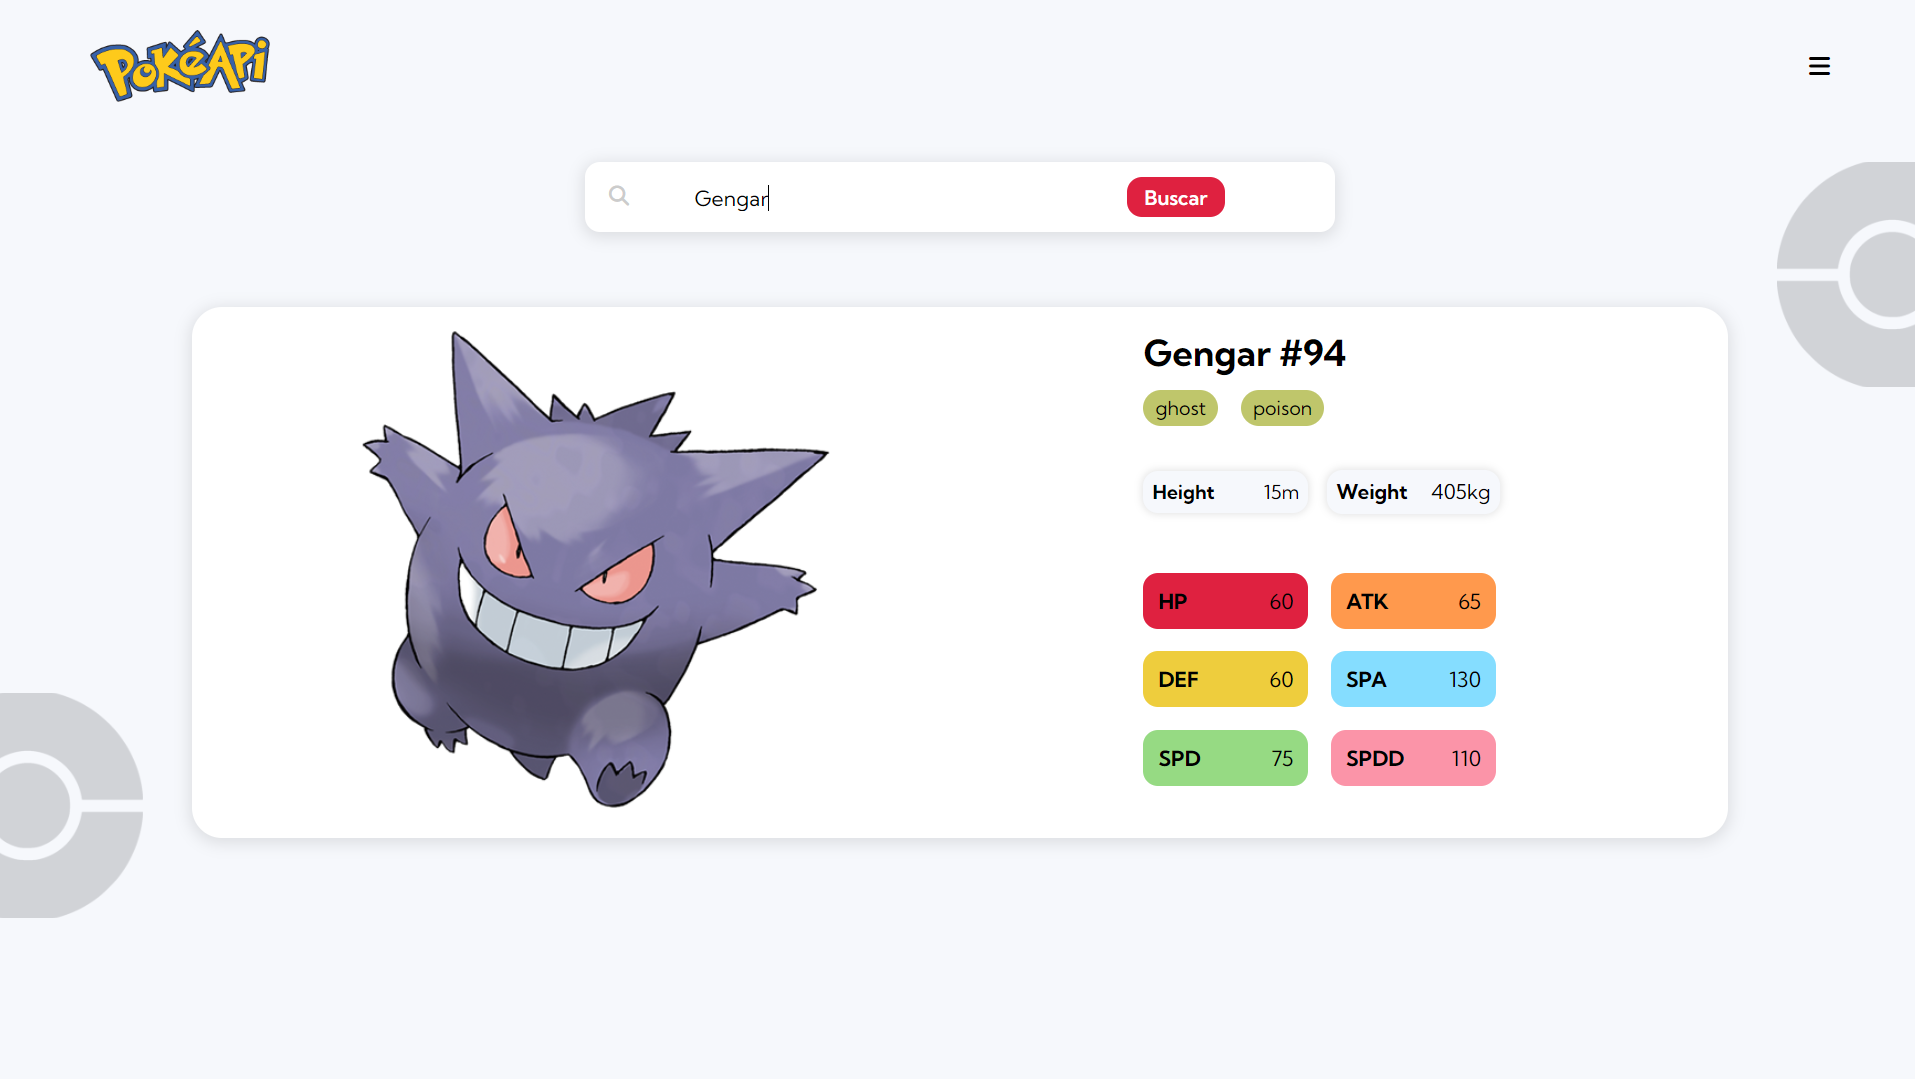 PokéAPi
Gengar
Buscar
Gengar #94
ghost poison
Height 15m Weight 405kg
HP 60 ATK 65
DEF 60 SPA 130
SPD 75 SPDD 110